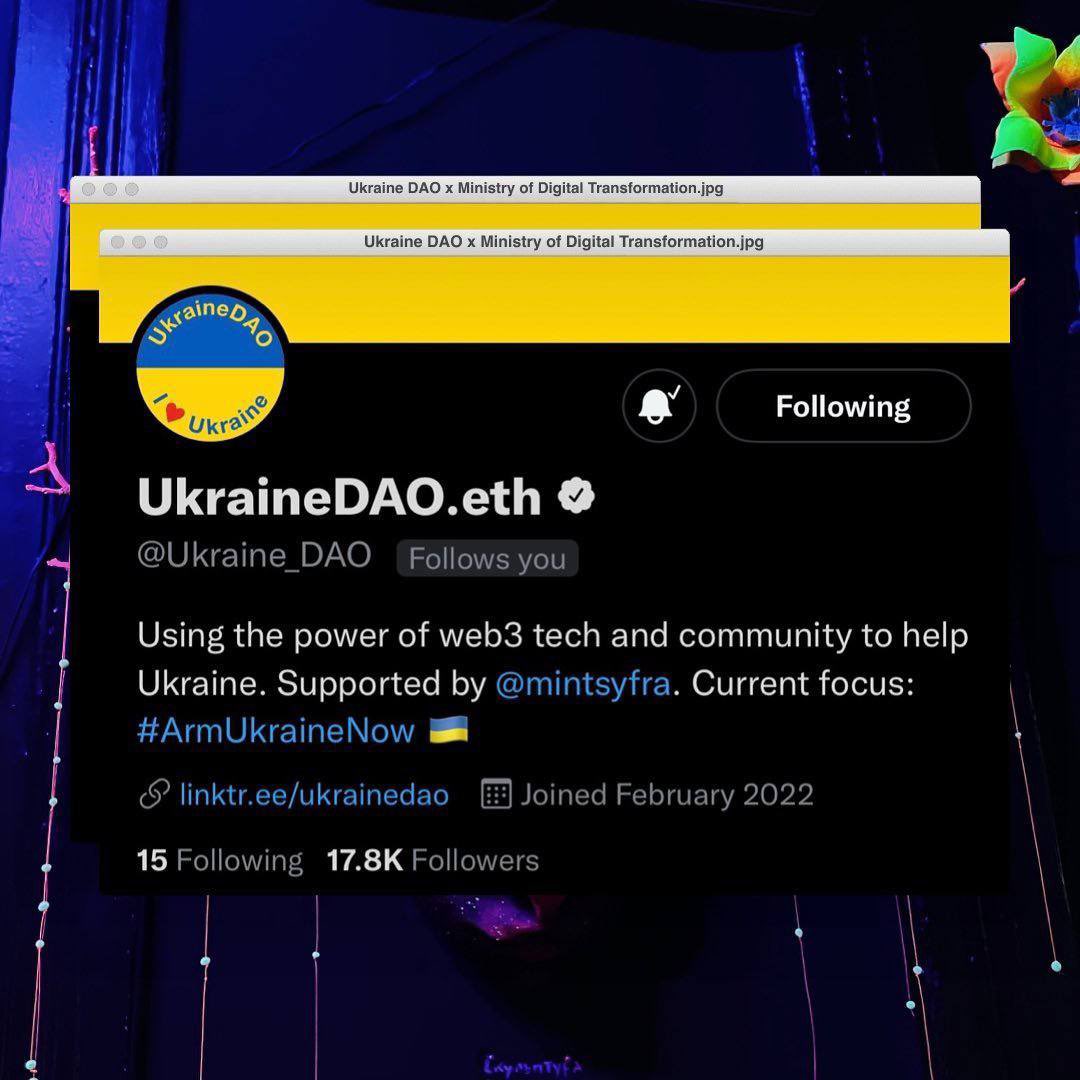 Ukraine DAO x Ministry of Digital Transformation.jpg
Ukraine DAO x Ministry of Digital Transformation.jpg
UkraineDAO
I ❤️ Ukraine
Following
UkraineDAO.eth
@Ukraine_DAO Follows you
Using the power of web3 tech and community to help
Ukraine. Supported by @mintsyfra. Current focus:
#ArmUkraineNow 🇺🇦
linktr.ee/ukrainedao Joined February 2022
15 Following 17.8K Followers